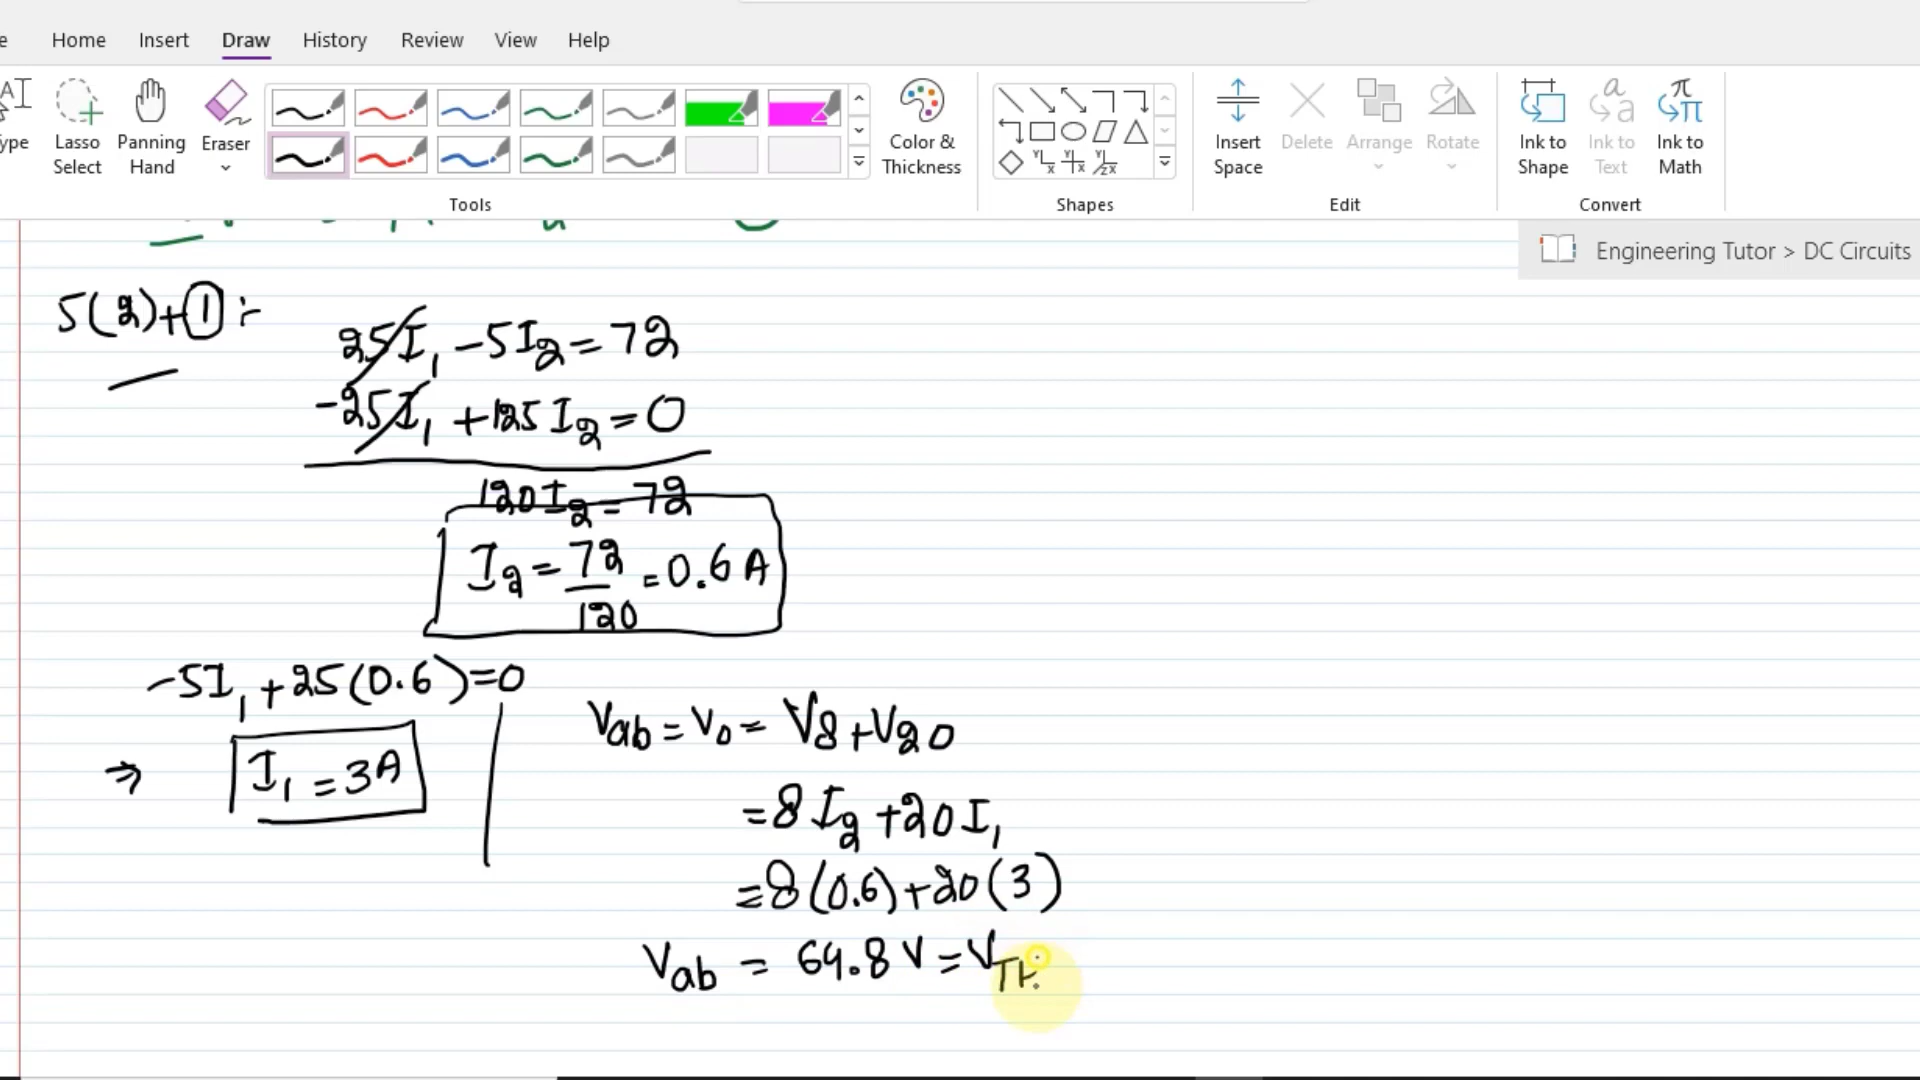 Home Insert Draw History Review View Help
Lasso Select
Panning Hand
Eraser
Color & Thickness
Insert Space
Delete
Arrange
Rotate
Ink to Shape
Ink to Text
Ink to Math
Tools Shapes Edit Convert
Engineering Tutor > DC Circuits
5(2)+① :-
25I₁ -5I₂ = 72
-25I₁ +125I₂ = 0
120I₂ = 72
I₂ = 72/120 = 0.6 A
-5I₁ +25(0.6)=0
⇒ I₁ = 3A
Vab = V₀ = V8 + V20
= 8I₂ + 20I₁
= 8(0.6)+20(3)
Vab = 64.8 V = VTH